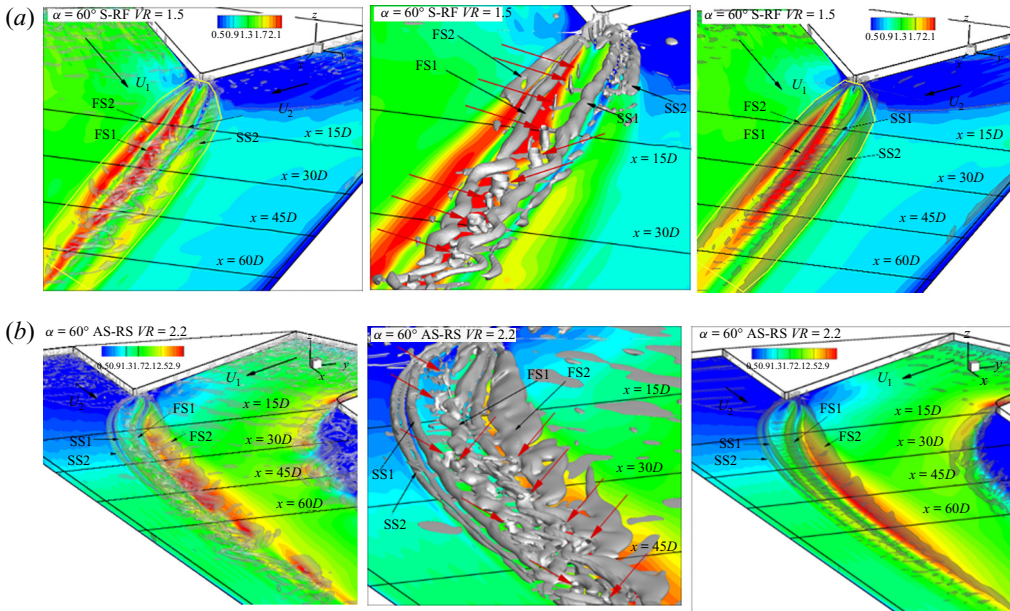 (a)
α = 60° S-RF VR = 1.5
0.50.91.31.72.1
z
y
U1
U2
FS2
FS1
SS2
x = 15D
x = 30D
x = 45D
x = 60D
α = 60° S-RF VR = 1.5
FS2
FS1
SS2
SS1
x = 15D
x = 30D
α = 60° S-RF VR = 1.5
0.50.91.31.72.1
z
y
U1
U2
FS2
FS1
SS1
SS2
x = 15D
x = 30D
x = 45D
x = 60D
(b)
α = 60° AS-RS VR = 2.2
0.50.91.31.72.12.52.9
z
y
x
U1
U2
FS1
FS2
SS1
SS2
x = 15D
x = 30D
x = 45D
x = 60D
α = 60° AS-RS VR = 2.2
FS1
FS2
SS1
SS2
x = 15D
x = 30D
x = 45D
α = 60° AS-RS VR = 2.2
0.50.91.31.72.12.52.9
z
y
x
U1
U2
FS1
FS2
SS1
SS2
x = 15D
x = 30D
x = 45D
x = 60D